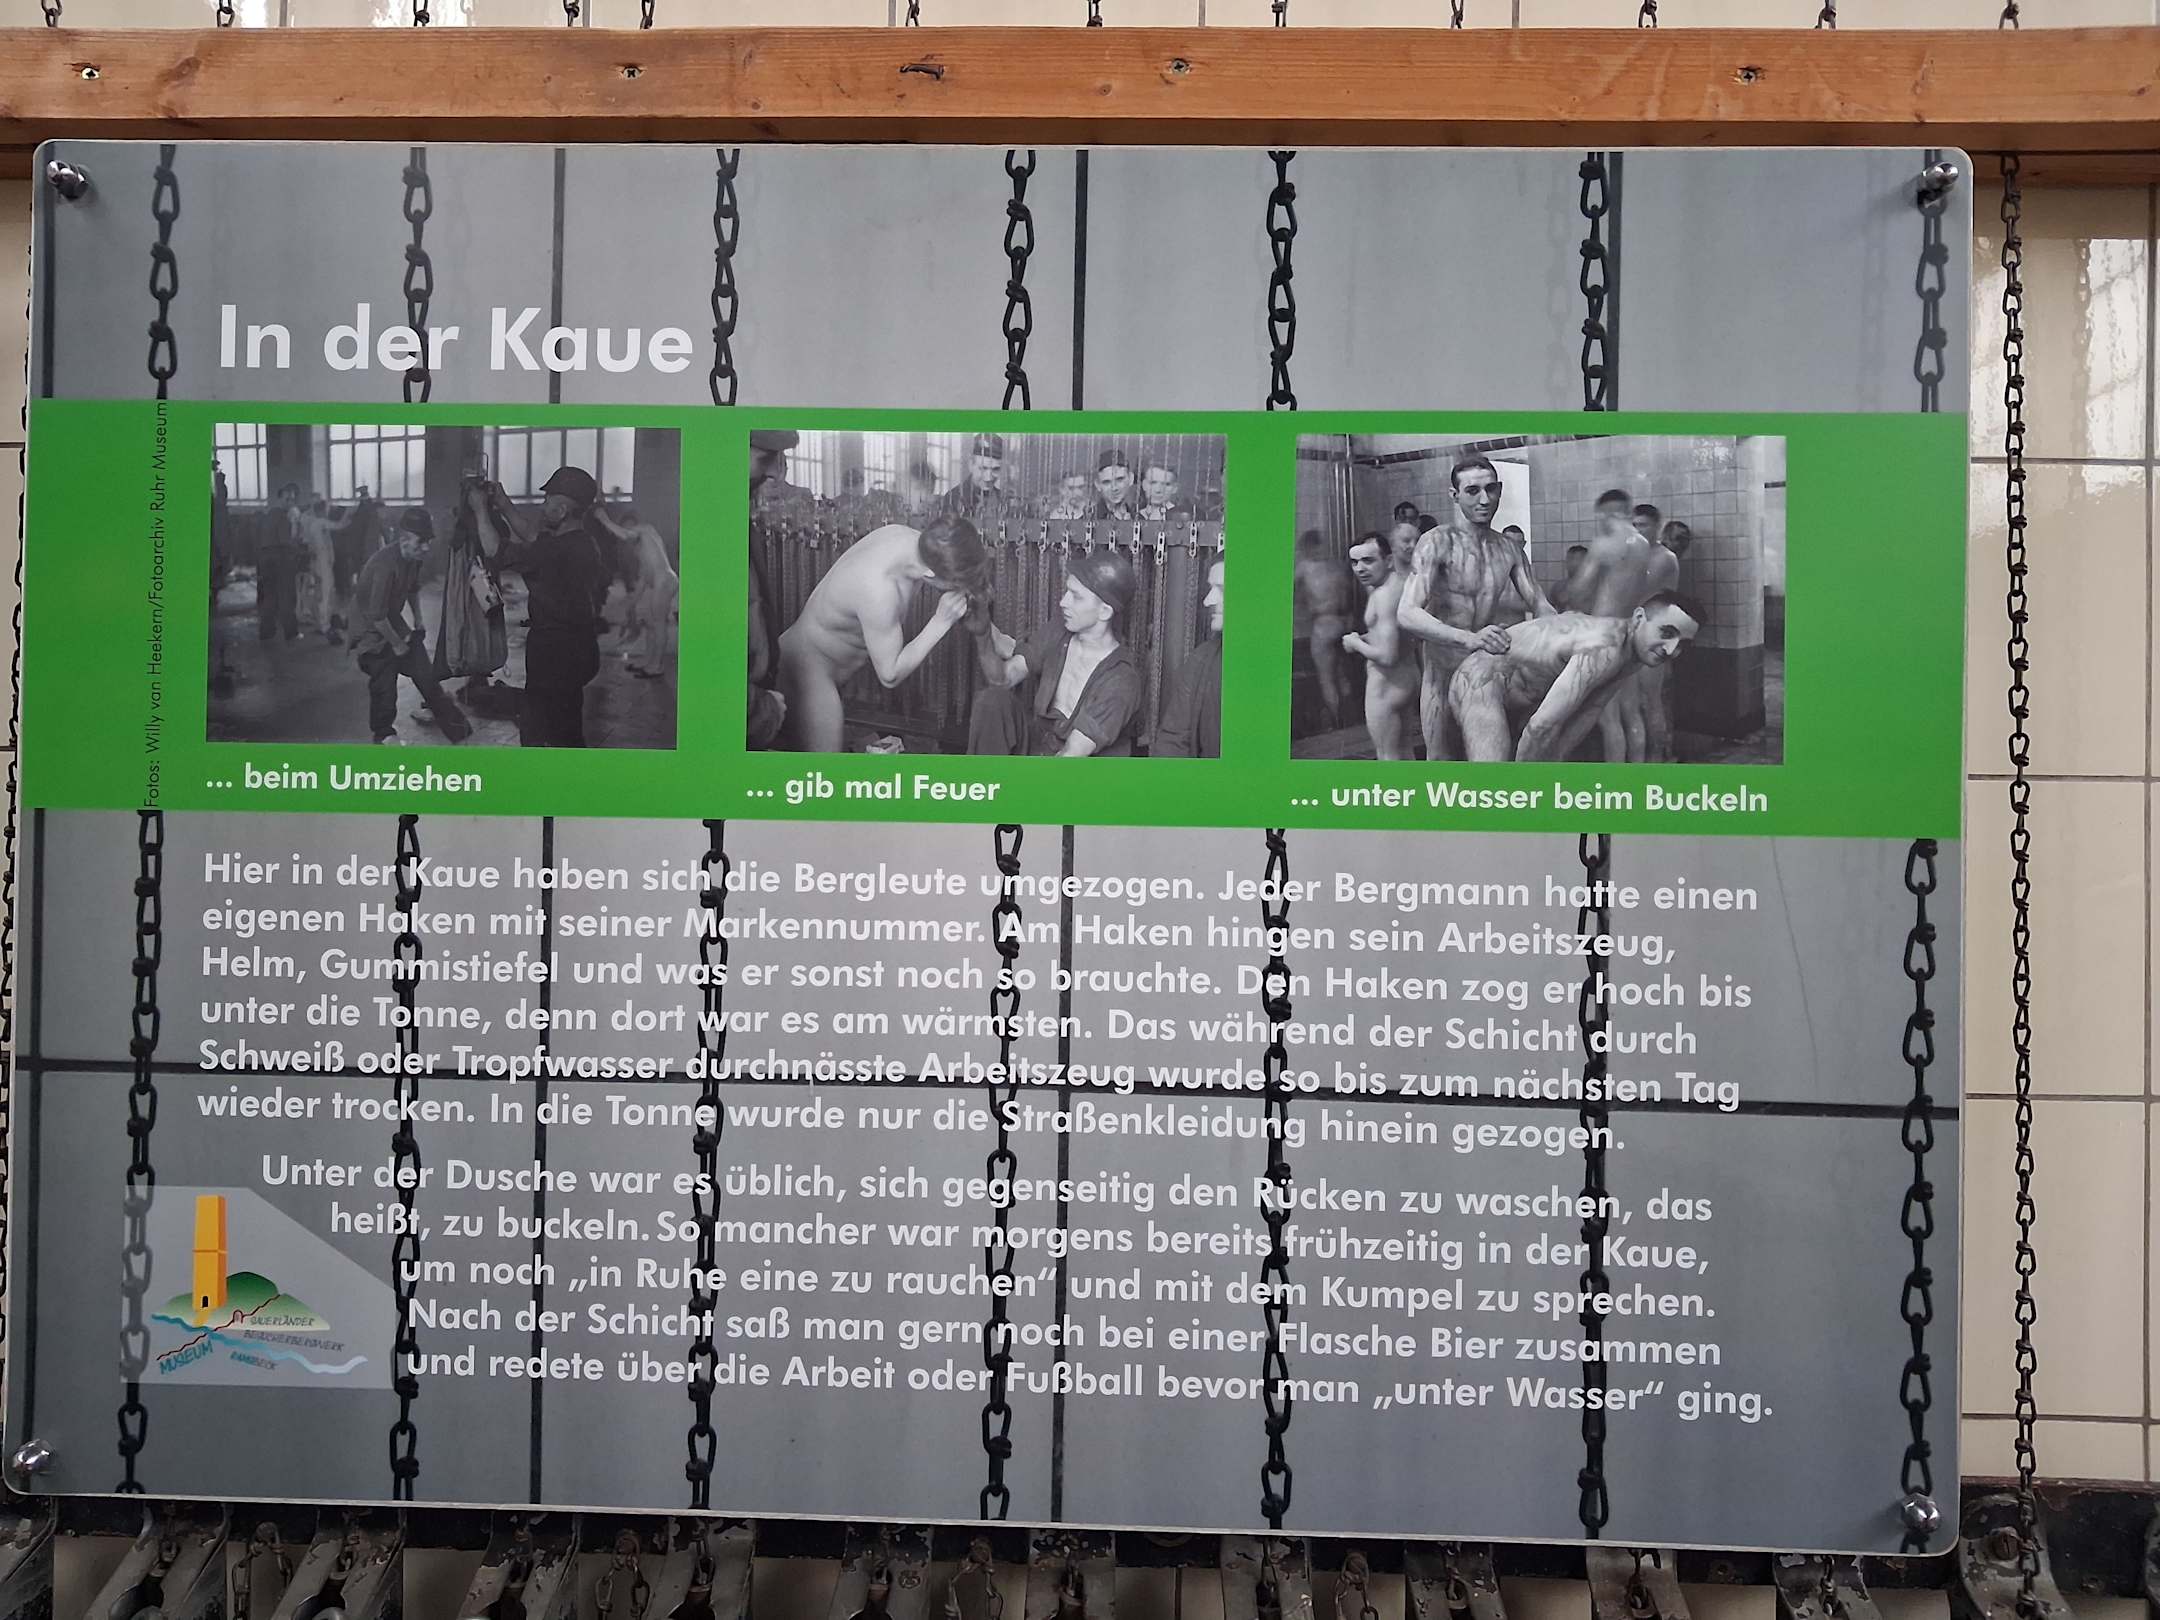 In der Kaue
Fotos: Willy van Heekern/Fotoarchiv Ruhr Museum
... beim Umziehen
... gib mal Feuer
... unter Wasser beim Buckeln
Hier in der Kaue haben sich die Bergleute umgezogen. Jeder Bergmann hatte einen
eigenen Haken mit seiner Markennummer. Am Haken hingen sein Arbeitszeug,
Helm, Gummistiefel und was er sonst noch so brauchte. Den Haken zog er hoch bis
unter die Tonne, denn dort war es am wärmsten. Das während der Schicht durch
Schweiß oder Tropfwasser durchnässte Arbeitszeug wurde so bis zum nächsten Tag
wieder trocken. In die Tonne wurde nur die Straßenkleidung hinein gezogen.
Unter der Dusche war es üblich, sich gegenseitig den Rücken zu waschen, das
heißt, zu buckeln. So mancher war morgens bereits frühzeitig in der Kaue,
um noch „in Ruhe eine zu rauchen“ und mit dem Kumpel zu sprechen.
Nach der Schicht saß man gern noch bei einer Flasche Bier zusammen
und redete über die Arbeit oder Fußball bevor man „unter Wasser“ ging.
SAUERLÄNDER
BESUCHERBERGWERK
MUSEUM
RAMSBECK